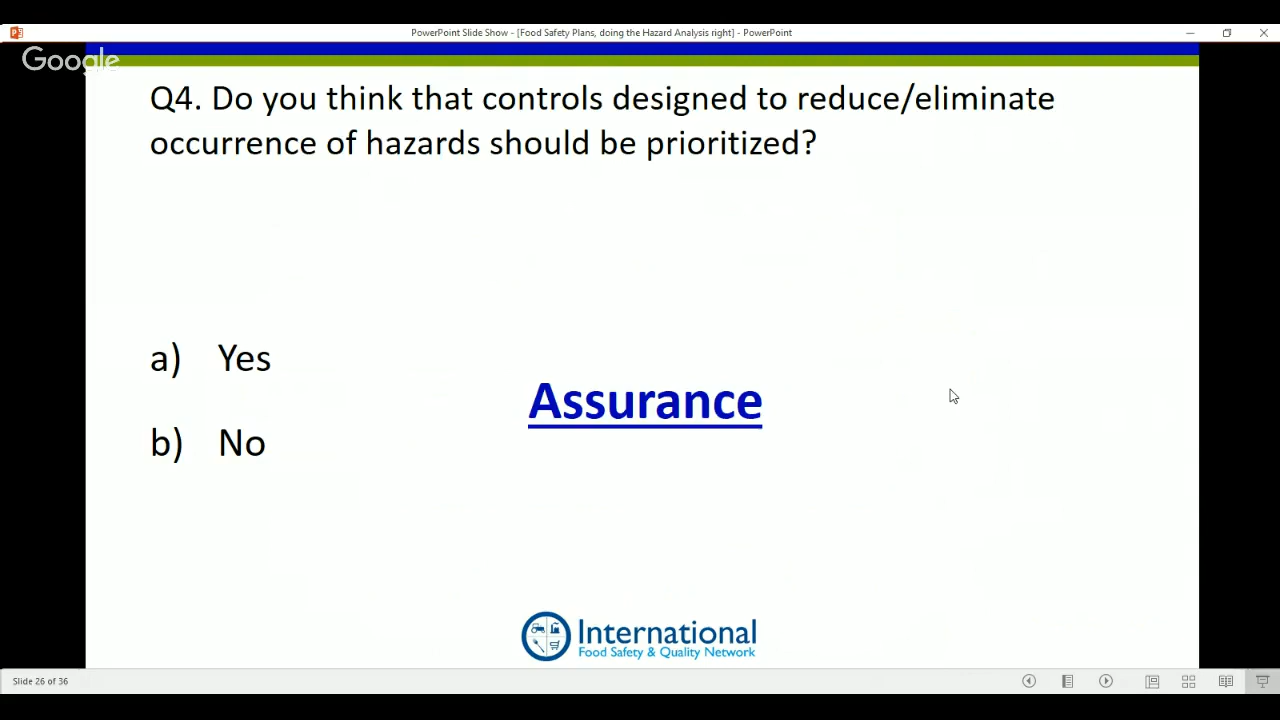 PowerPoint Slide Show - [Food Safety Plans, doing the Hazard Analysis right] - PowerPoint
Google
Q4. Do you think that controls designed to reduce/eliminate
occurrence of hazards should be prioritized?
a) Yes
Assurance
b) No
International
Food Safety & Quality Network
Slide 26 of 36